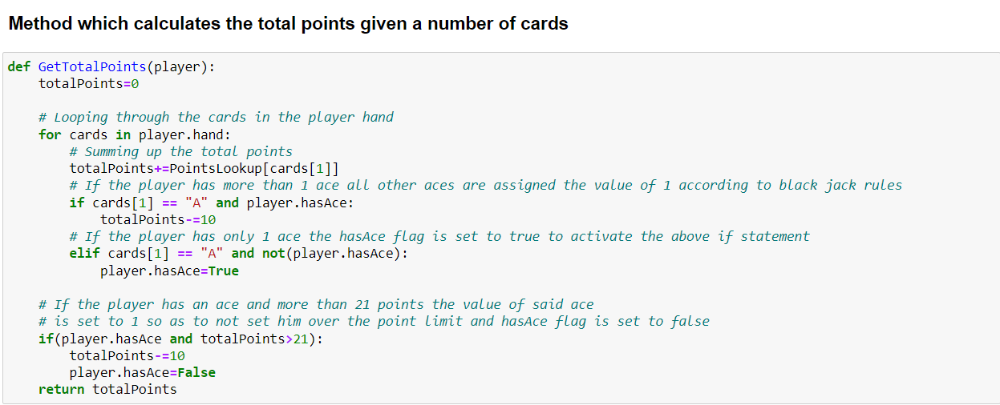 Method which calculates the total points given a number of cards
def GetTotalPoints(player):
    totalPoints=0
    # Looping through the cards in the player hand
    for cards in player.hand:
        # Summing up the total points
        totalPoints+=PointsLookup[cards[1]]
        # If the player has more than 1 ace all other aces are assigned the value of 1 according to black jack rules
        if cards[1] == "A" and player.hasAce:
            totalPoints-=10
        # If the player has only 1 ace the hasAce flag is set to true to activate the above if statement
        elif cards[1] == "A" and not(player.hasAce):
            player.hasAce=True
    # If the player has an ace and more than 21 points the value of said ace
    # is set to 1 so as to not set him over the point limit and hasAce flag is set to false
    if(player.hasAce and totalPoints>21):
        totalPoints-=10
        player.hasAce=False
    return totalPoints